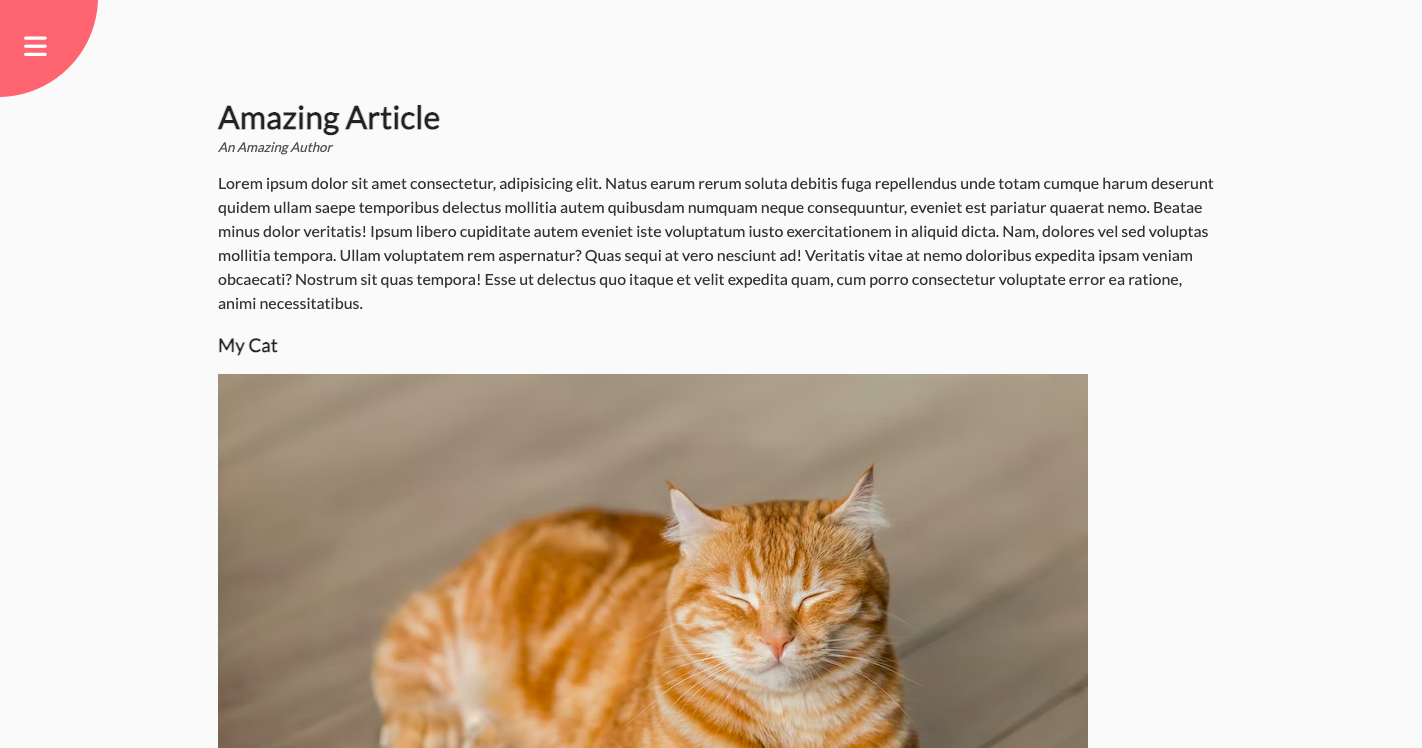 Amazing Article
An Amazing Author
Lorem ipsum dolor sit amet consectetur, adipisicing elit. Natus earum rerum soluta debitis fuga repellendus unde totam cumque harum deserunt
quidem ullam saepe temporibus delectus mollitia autem quibusdam numquam neque consequuntur, eveniet est pariatur quaerat nemo. Beatae
minus dolor veritatis! Ipsum libero cupiditate autem eveniet iste voluptatum iusto exercitationem in aliquid dicta. Nam, dolores vel sed voluptas
mollitia tempora. Ullam voluptatem rem aspernatur? Quas sequi at vero nesciunt ad! Veritatis vitae at nemo doloribus expedita ipsam veniam
obcaecati? Nostrum sit quas tempora! Esse ut delectus quo itaque et velit expedita quam, cum porro consectetur voluptate error ea ratione,
animi necessitatibus.
My Cat